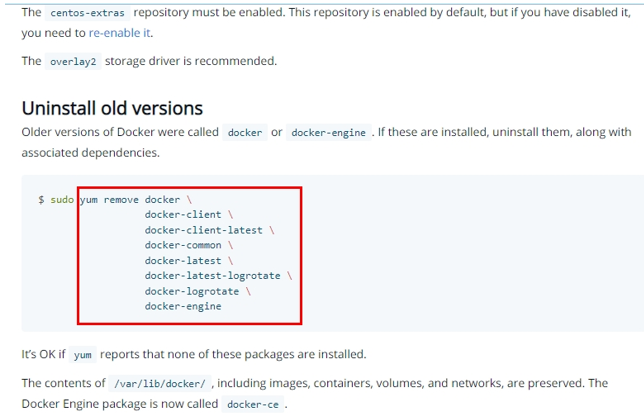 The centos-extras repository must be enabled. This repository is enabled by default, but if you have disabled it,
you need to re-enable it.
The overlay2 storage driver is recommended.
Uninstall old versions
Older versions of Docker were called docker or docker-engine . If these are installed, uninstall them, along with
associated dependencies.
$ sudo yum remove docker \
docker-client \
docker-client-latest \
docker-common \
docker-latest \
docker-latest-logrotate \
docker-logrotate \
docker-engine
It's OK if yum reports that none of these packages are installed.
The contents of /var/lib/docker/ , including images, containers, volumes, and networks, are preserved. The
Docker Engine package is now called docker-ce .